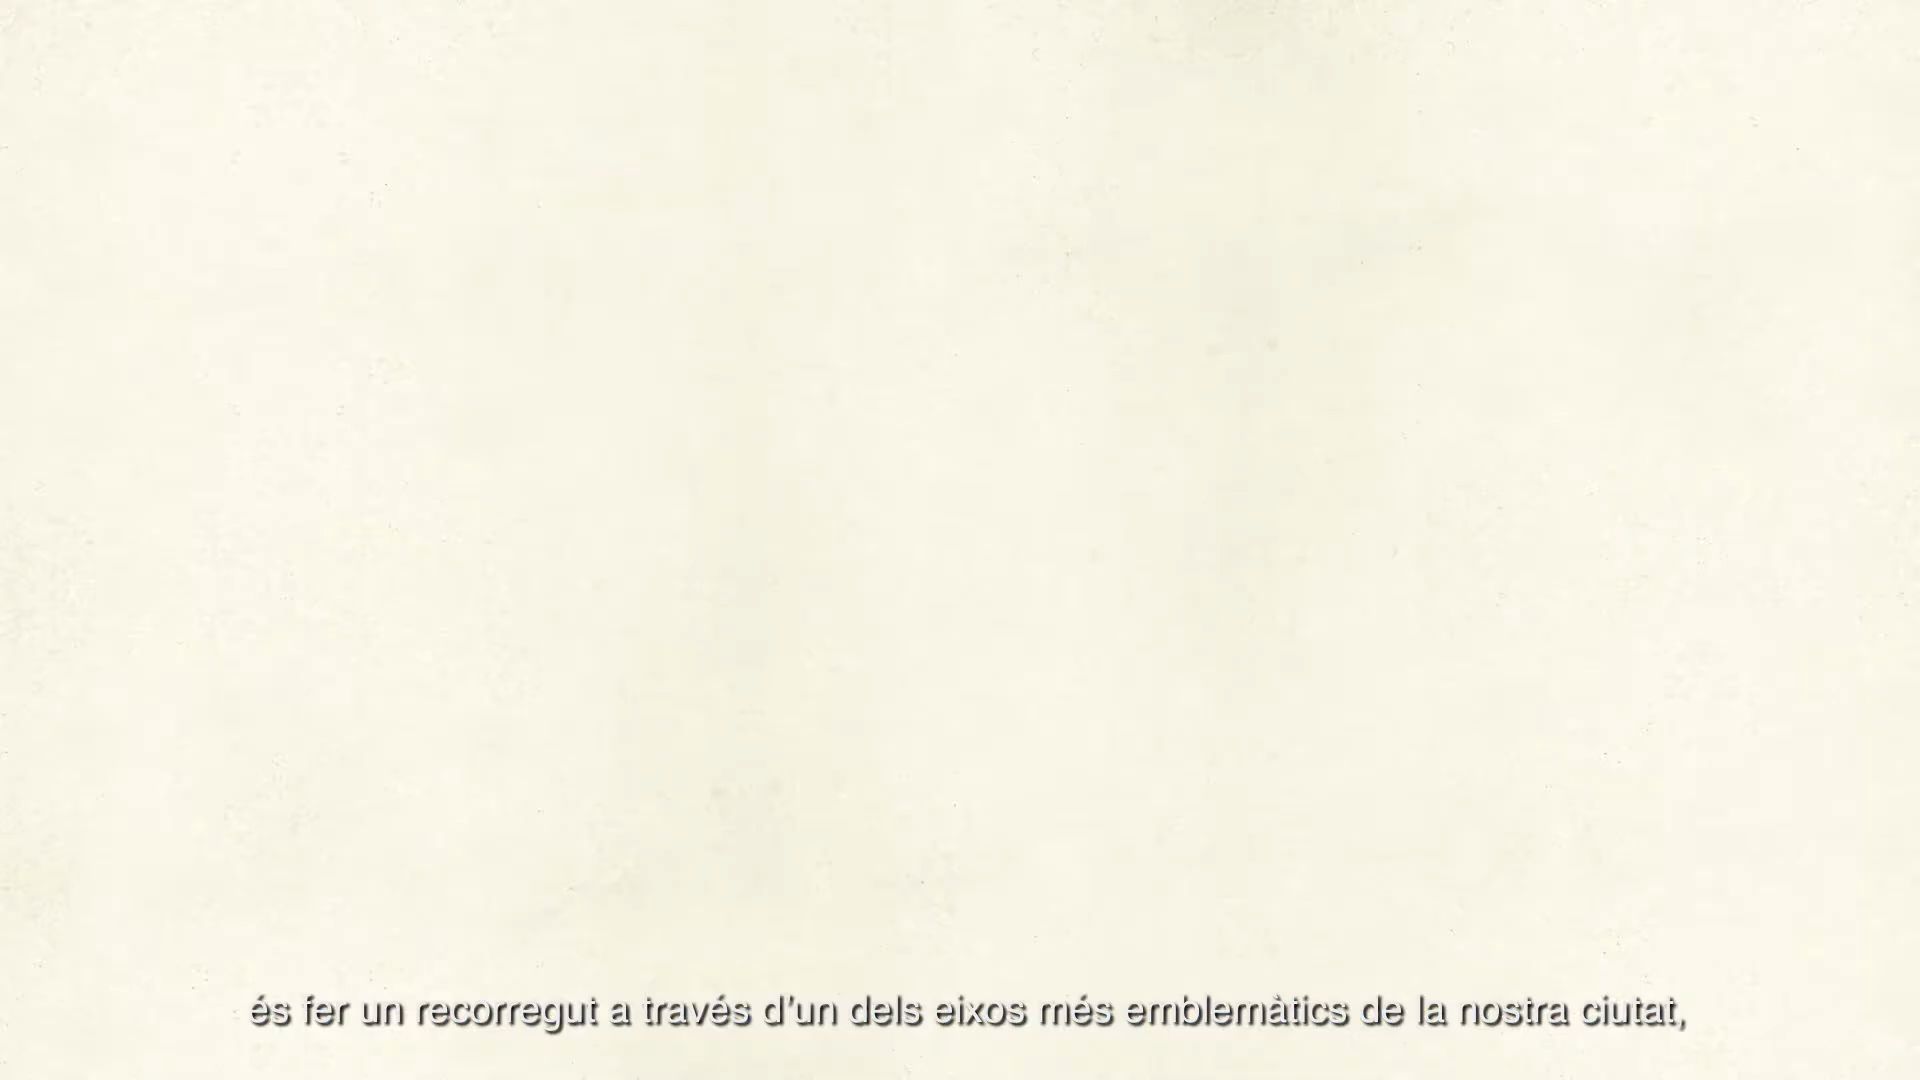 és fer un recorregut a través d'un dels eixos més emblemàtics de la nostra ciutat,